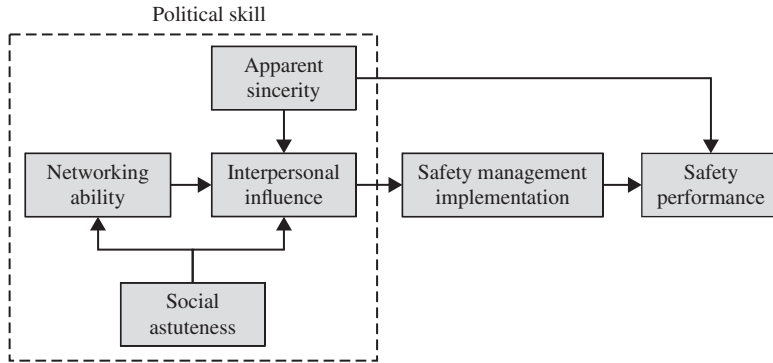 Political skill
Apparent
sincerity
Networking
ability
Interpersonal
influence
Safety management
implementation
Safety
performance
Social
astuteness